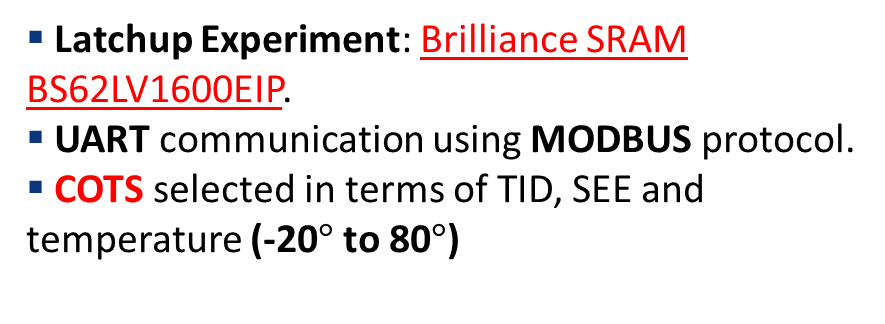 ▪ Latchup Experiment: Brilliance SRAM
BS62LV1600EIP.
▪ UART communication using MODBUS protocol.
▪ COTS selected in terms of TID, SEE and
temperature (-20° to 80°)